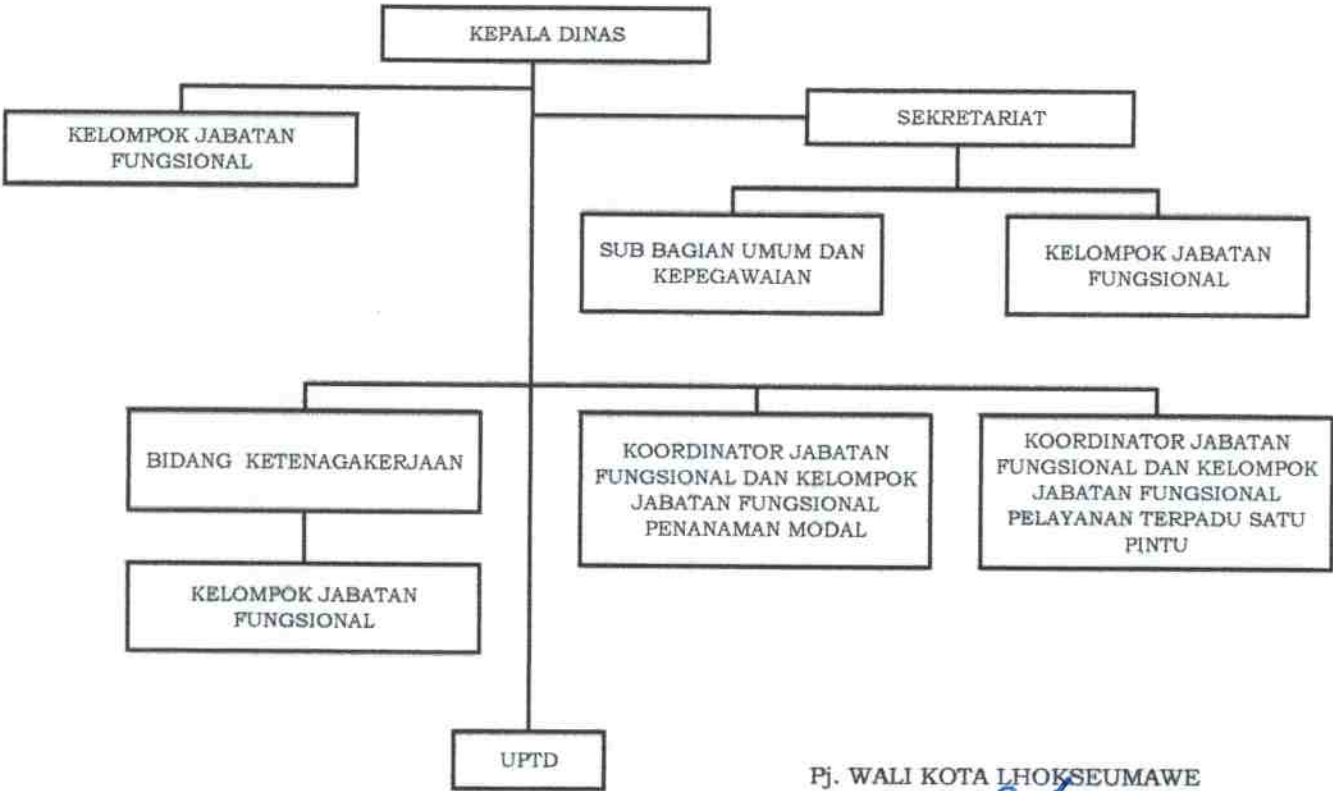 KEPALA DINAS
KELOMPOK JABATAN
FUNGSIONAL
SEKRETARIAT
SUB BAGIAN UMUM DAN
KEPEGAWAIAN
KELOMPOK JABATAN
FUNGSIONAL
BIDANG KETENAGAKERJAAN
KELOMPOK JABATAN
FUNGSIONAL
KOORDINATOR JABATAN
FUNGSIONAL DAN KELOMPOK
JABATAN FUNGSIONAL
PENANAMAN MODAL
KOORDINATOR JABATAN
FUNGSIONAL DAN KELOMPOK
JABATAN FUNGSIONAL
PELAYANAN TERPADU SATU
PINTU
UPTD
Pj. WALI KOTA LHOKSEUMAWE